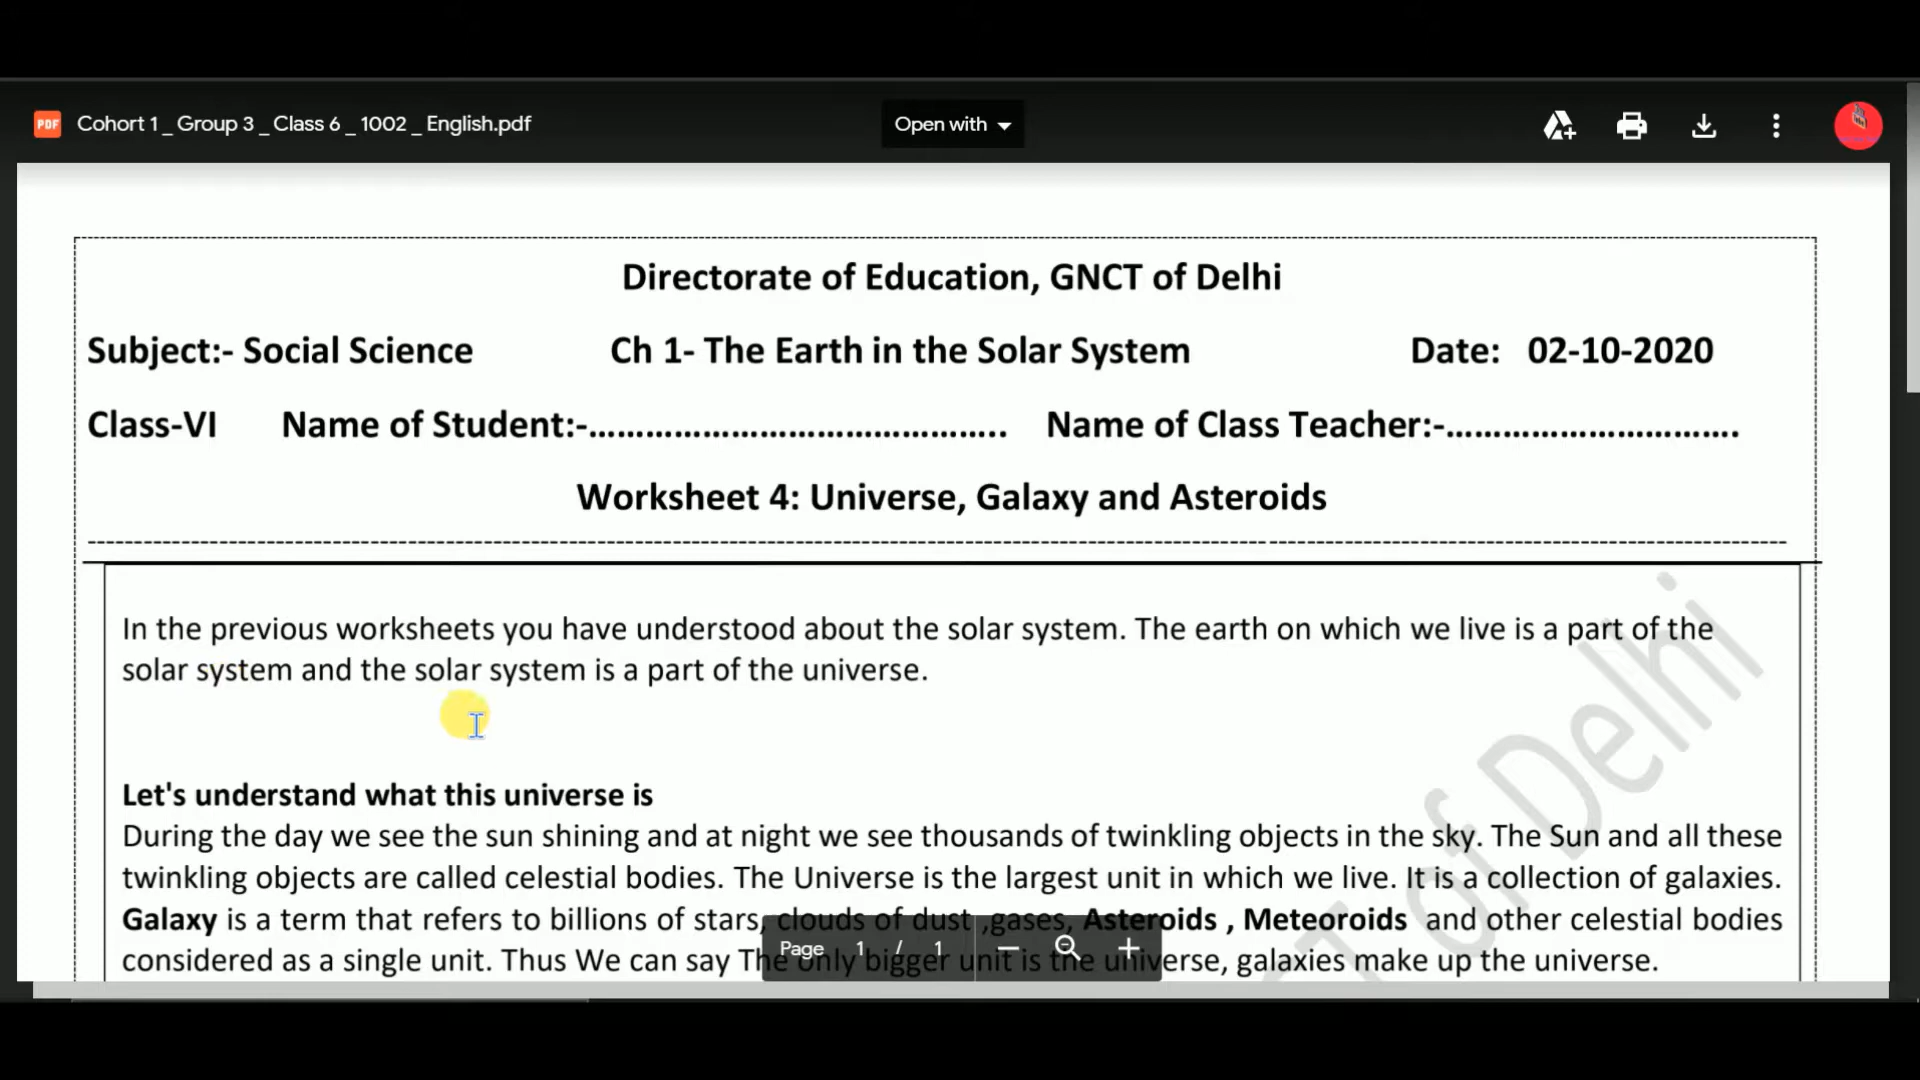 PDF Cohort 1 _ Group 3 _ Class 6 _ 1002 _ English.pdf Open with
Directorate of Education, GNCT of Delhi
Subject:- Social Science Ch 1- The Earth in the Solar System Date: 02-10-2020
Class-VI Name of Student:-…………………………………….. Name of Class Teacher:-………………………….
Worksheet 4: Universe, Galaxy and Asteroids
In the previous worksheets you have understood about the solar system. The earth on which we live is a part of the
solar system and the solar system is a part of the universe.
Let's understand what this universe is
During the day we see the sun shining and at night we see thousands of twinkling objects in the sky. The Sun and all these
twinkling objects are called celestial bodies. The Universe is the largest unit in which we live. It is a collection of galaxies.
Galaxy is a term that refers to billions of stars, clouds of dust ,gases, Asteroids , Meteoroids and other celestial bodies
considered as a single unit. Thus We can say The only bigger unit is the universe, galaxies make up the universe.
Page 1 / 1
T of Delhi